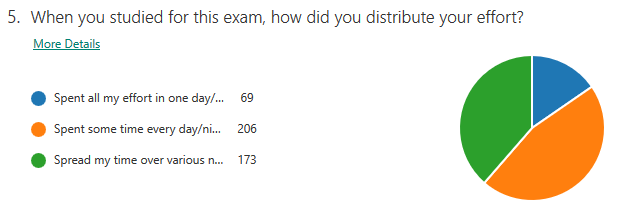 5. When you studied for this exam, how did you distribute your effort?
More Details
Spent all my effort in one day/... 69
Spent some time every day/ni... 206
Spread my time over various n... 173